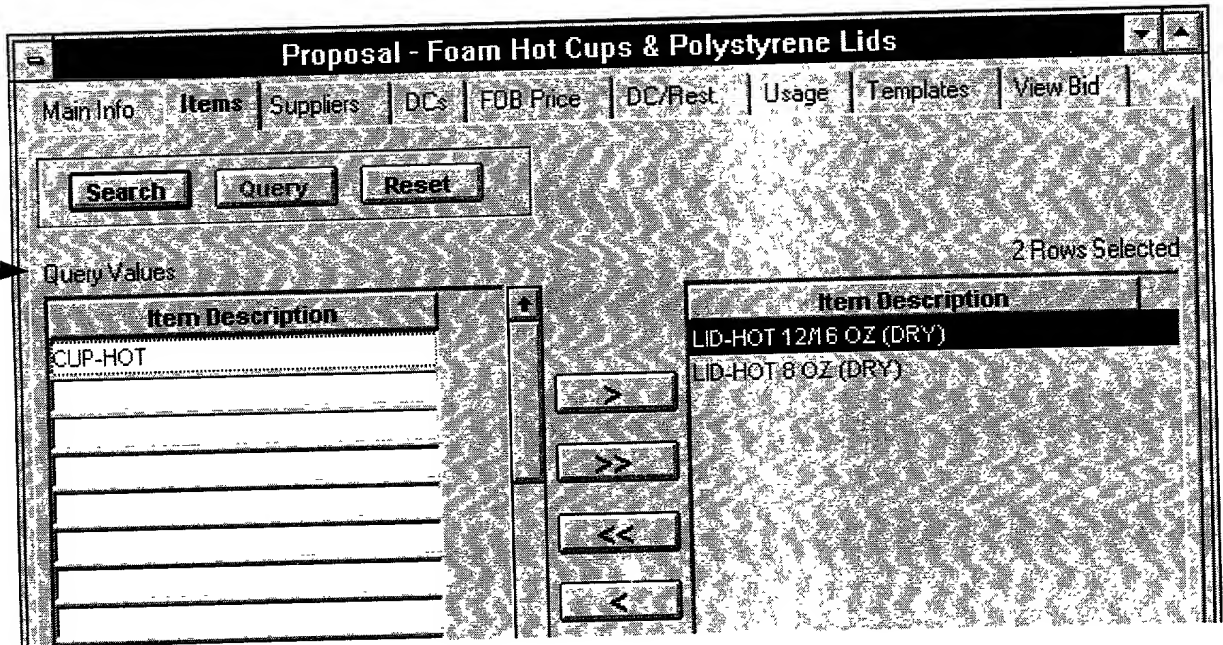 Proposal - Foam Hot Cups & Polystyrene Lids
Main Info Items Suppliers DCs FOB Price DC/Rest. Usage Templates View Bid
Search Query Reset
2 Rows Selected
Query Values
Item Description
CUP-HOT
>
>>
<<
<
Item Description
LID-HOT 12/16 OZ (DRY)
LID-HOT 8 OZ (DRY)